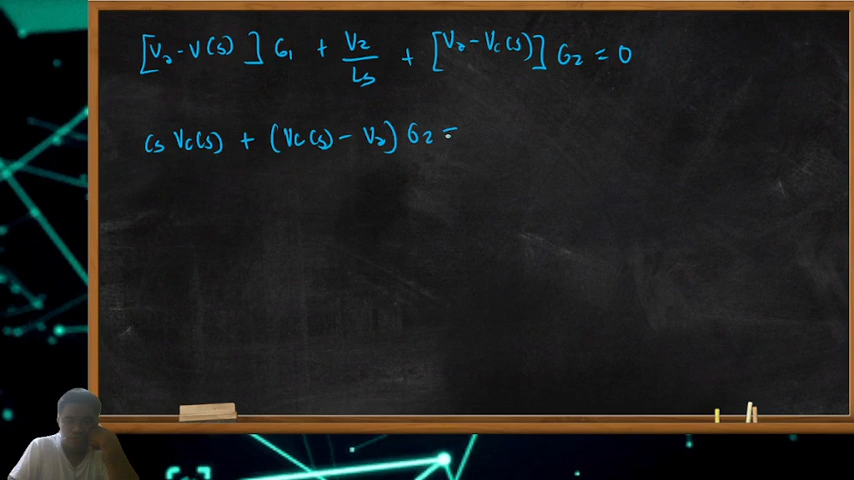 [V₂ - V(s)] G₁ + V₂/Ls + [V₂ - Vc(s)] G₂ = 0
Cs Vc(s) + (Vc(s) - V₂) G₂ =